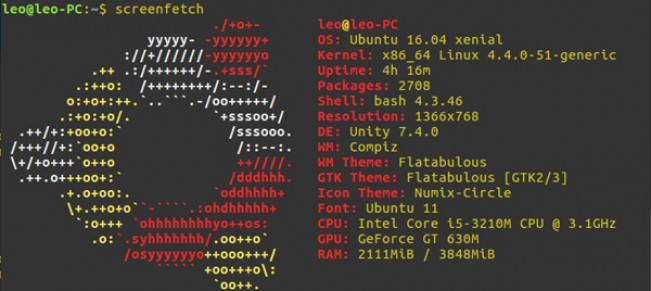 leo@leo-PC:~$ screenfetch
leo@leo-PC
OS: Ubuntu 16.04 xenial
Kernel: x86_64 Linux 4.4.0-51-generic
Uptime: 4h 16m
Packages: 2708
Shell: bash 4.3.46
Resolution: 1366x768
DE: Unity 7.4.0
WM: Compiz
WM Theme: Flatabulous
GTK Theme: Flatabulous [GTK2/3]
Icon Theme: Numix-Circle
Font: Ubuntu 11
CPU: Intel Core i5-3210M CPU @ 3.1GHz
GPU: GeForce GT 630M
RAM: 2111MiB / 3848MiB